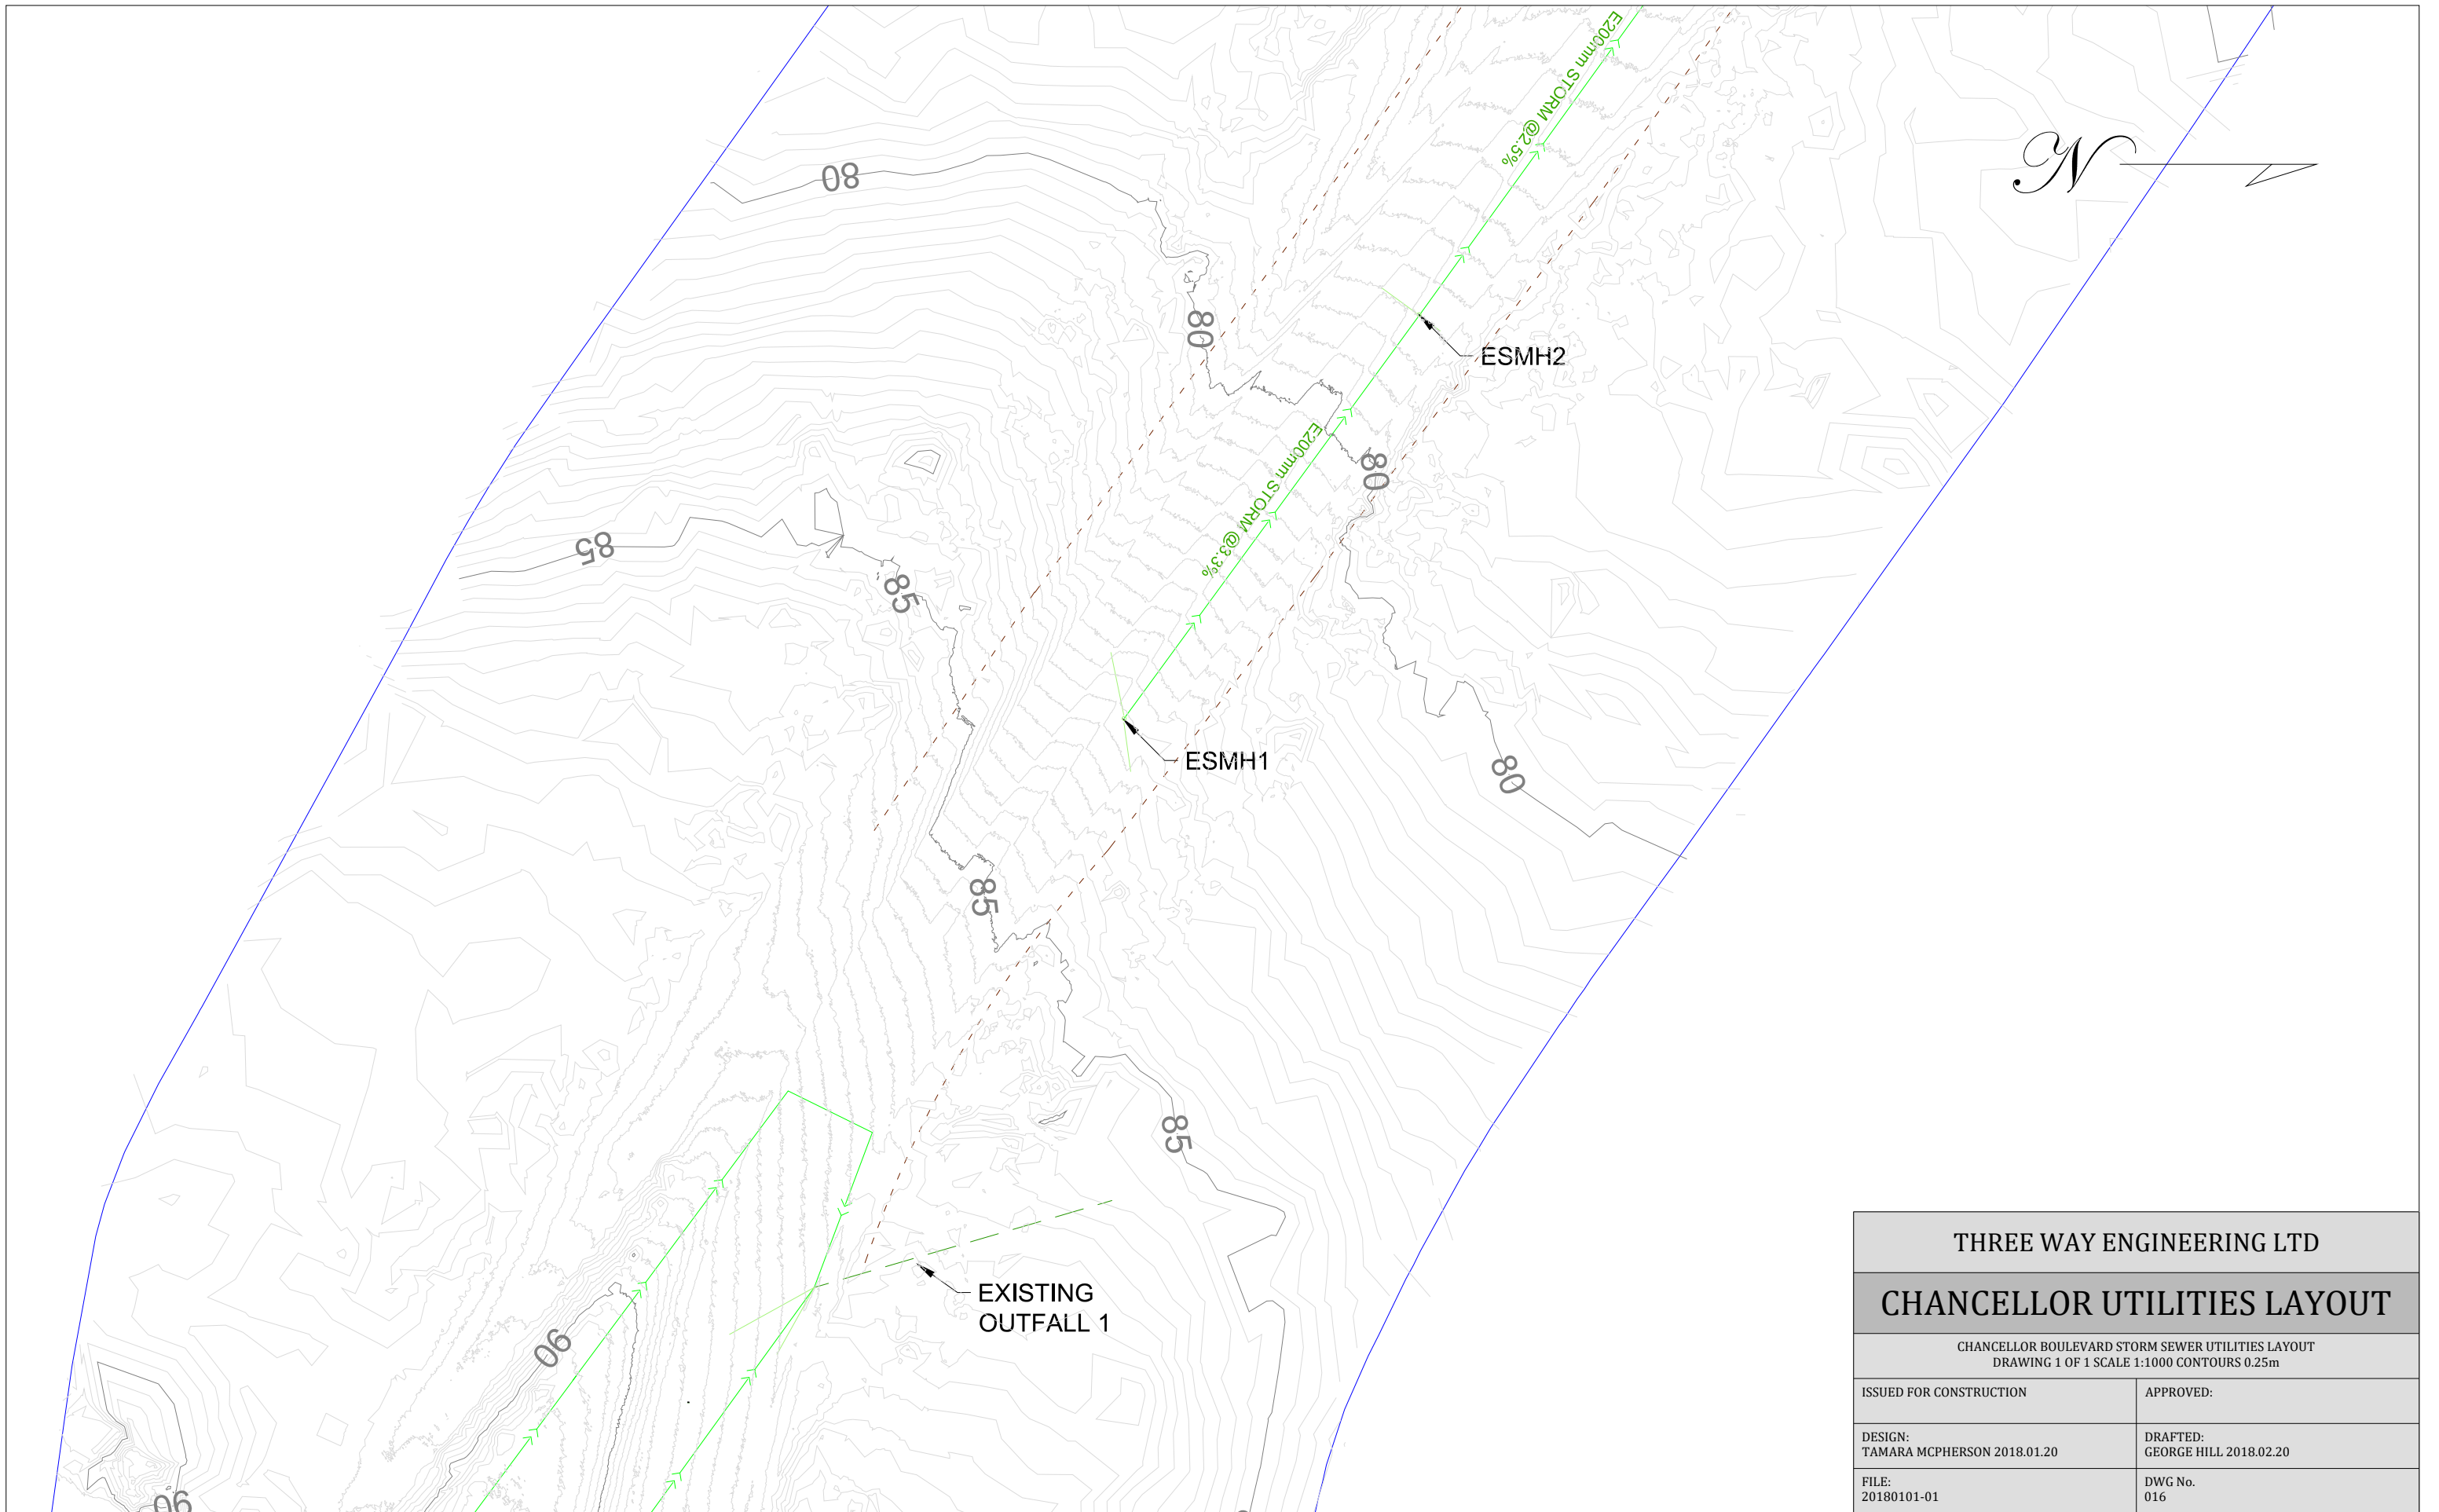 E200mm STORM @2.5%
N
80
80
ESMH2
E200mm STORM @3.3%
80
85
85
ESMH1
80
85
85
EXISTING
OUTFALL 1
90
90
THREE WAY ENGINEERING LTD
CHANCELLOR UTILITIES LAYOUT
CHANCELLOR BOULEVARD STORM SEWER UTILITIES LAYOUT
DRAWING 1 OF 1 SCALE 1:1000 CONTOURS 0.25m
ISSUED FOR CONSTRUCTION
APPROVED:
DESIGN:
TAMARA MCPHERSON 2018.01.20
DRAFTED:
GEORGE HILL 2018.02.20
FILE:
20180101-01
DWG No.
016